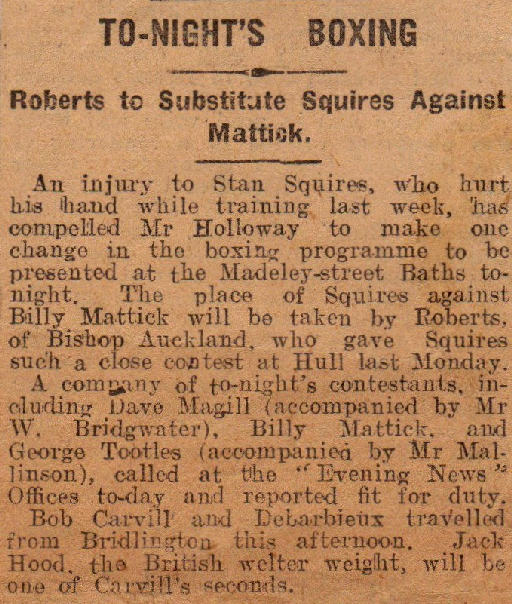 TO-NIGHT'S BOXING
Roberts to Substitute Squires Against
Mattick.
An injury to Stan Squires, who hurt
his hand while training last week, has
compelled Mr Holloway to make one
change in the boxing programme to be
presented at the Madeley-street Baths to-
night. The place of Squires against
Billy Mattick will be taken by Roberts,
of Bishop Auckland, who gave Squires
such a close contest at Hull last Monday.
A company of to-night's contestants, in-
cluding Dave Magill (accompanied by Mr
W. Bridgwater), Billy Mattick, and
George Tootles (accompanied by Mr Mal-
linson), called at the "Evening News"
Offices to-day and reported fit for duty.
Bob Carvill and Debarbieux travelled
from Bridlington this afternoon. Jack
Hood, the British welter weight, will be
one of Carvill's seconds.